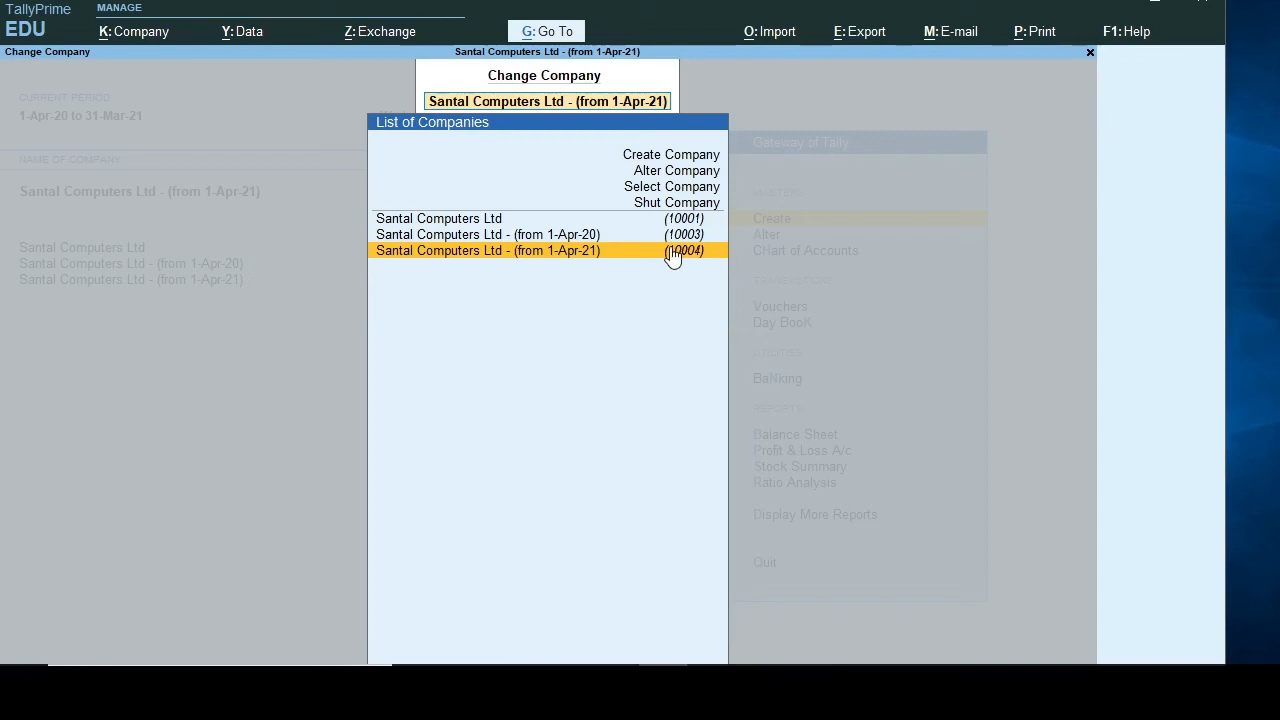 TallyPrime
MANAGE
EDU
K: Company
Y: Data
Z: Exchange
G: Go To
O: Import
E: Export
M: E-mail
P: Print
F1: Help
Change Company
Santal Computers Ltd - (from 1-Apr-21)
×
Change Company
Santal Computers Ltd - (from 1-Apr-21)
CURRENT PERIOD
1-Apr-20 to 31-Mar-21
NAME OF COMPANY
Santal Computers Ltd - (from 1-Apr-21)
Santal Computers Ltd
Santal Computers Ltd - (from 1-Apr-20)
Santal Computers Ltd - (from 1-Apr-21)
List of Companies
Create Company
Alter Company
Select Company
Shut Company
Santal Computers Ltd (10001)
Santal Computers Ltd - (from 1-Apr-20) (10003)
Santal Computers Ltd - (from 1-Apr-21) (10004)
Gateway of Tally
MASTERS
Create
Alter
CHart of Accounts
TRANSACTIONS
Vouchers
Day BooK
UTILITIES
BaNking
REPORTS
Balance Sheet
Profit & Loss A/c
Stock Summary
Ratio Analysis
Display More Reports
Quit